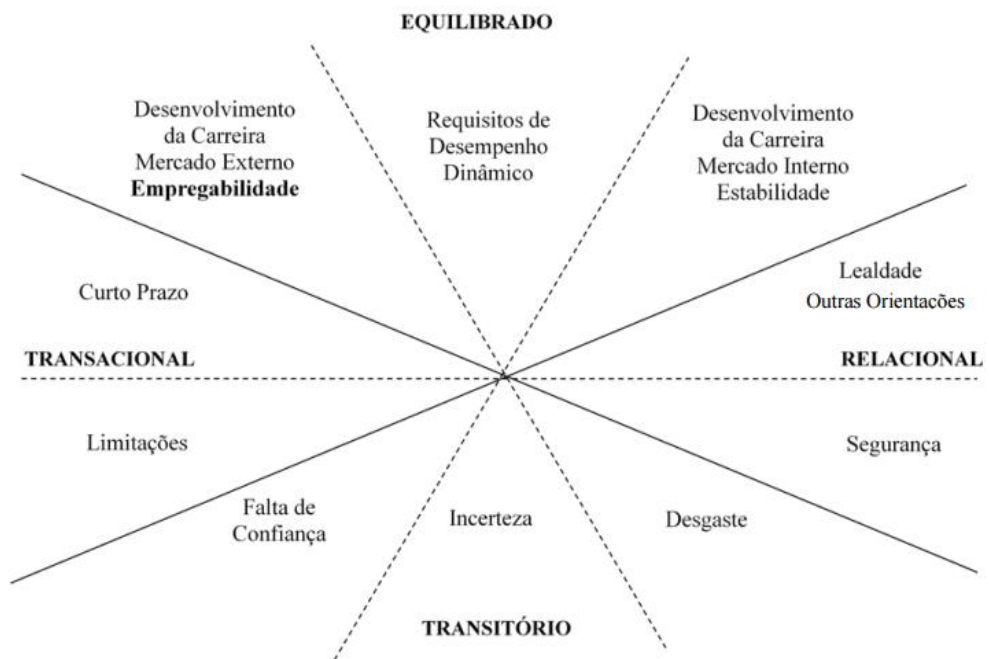 EQUILIBRADO
Desenvolvimento
da Carreira
Mercado Externo
Empregabilidade
Requisitos de
Desempenho
Dinâmico
Desenvolvimento
da Carreira
Mercado Interno
Estabilidade
Curto Prazo
Lealdade
Outras Orientações
TRANSACIONAL
RELACIONAL
Limitações
Segurança
Falta de
Confiança
Incerteza
Desgaste
TRANSITÓRIO